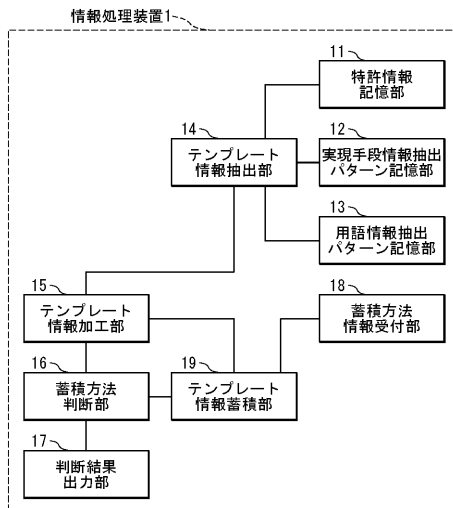 情報処理装置1
11
特許情報
記憶部
14
テンプレート
情報抽出部
12
実現手段情報抽出
パターン記憶部
13
用語情報抽出
パターン記憶部
15
テンプレート
情報加工部
18
蓄積方法
情報受付部
16
蓄積方法
判断部
19
テンプレート
情報蓄積部
17
判断結果
出力部